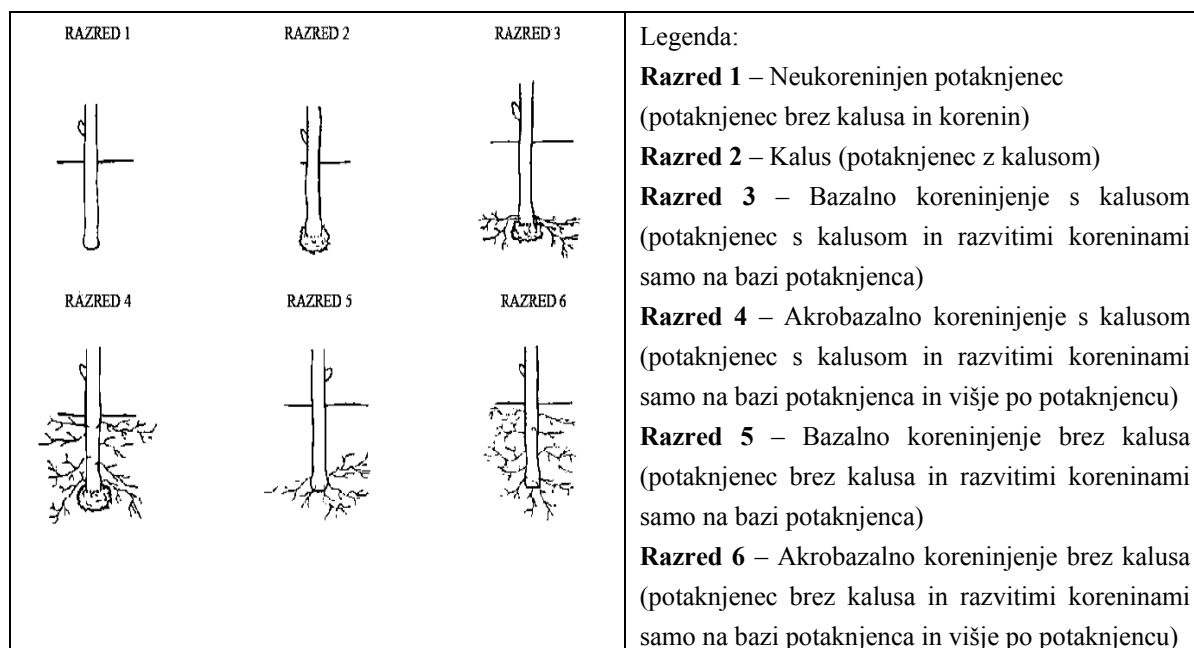 RAZRED 1 RAZRED 2 RAZRED 3
RAZRED 4 RAZRED 5 RAZRED 6
Legenda:
Razred 1 – Neukoreninjen potaknjenec
(potaknjenec brez kalusa in korenin)
Razred 2 – Kalus (potaknjenec z kalusom)
Razred 3 – Bazalno koreninjenje s kalusom
(potaknjenec s kalusom in razvitimi koreninami
samo na bazi potaknjenca)
Razred 4 – Akrobazalno koreninjenje s kalusom
(potaknjenec s kalusom in razvitimi koreninami
samo na bazi potaknjenca in višje po potaknjencu)
Razred 5 – Bazalno koreninjenje brez kalusa
(potaknjenec brez kalusa in razvitimi koreninami
samo na bazi potaknjenca)
Razred 6 – Akrobazalno koreninjenje brez kalusa
(potaknjenec brez kalusa in razvitimi koreninami
samo na bazi potaknjenca in višje po potaknjencu)